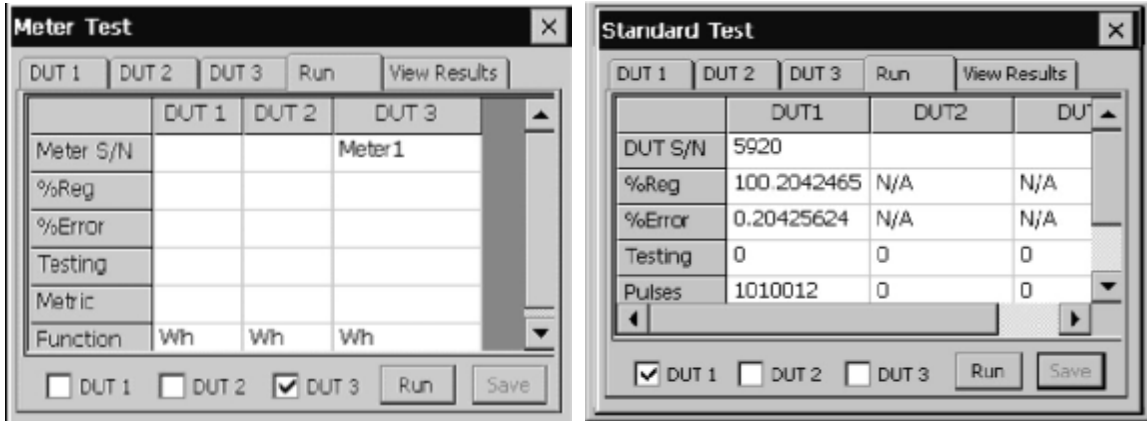 Meter Test
DUT 1 DUT 2 DUT 3 Run View Results
DUT 1 DUT 2 DUT 3
Meter S/N Meter1
%Reg
%Error
Testing
Metric
Function Wh Wh Wh
DUT 1 DUT 2 DUT 3 Run Save
Standard Test
DUT 1 DUT 2 DUT 3 Run View Results
DUT1 DUT2 DUT
DUT S/N 5920
%Reg 100.2042465 N/A N/A
%Error 0.20425624 N/A N/A
Testing 0 0 0
Pulses 1010012 0 0
DUT 1 DUT 2 DUT 3 Run Save